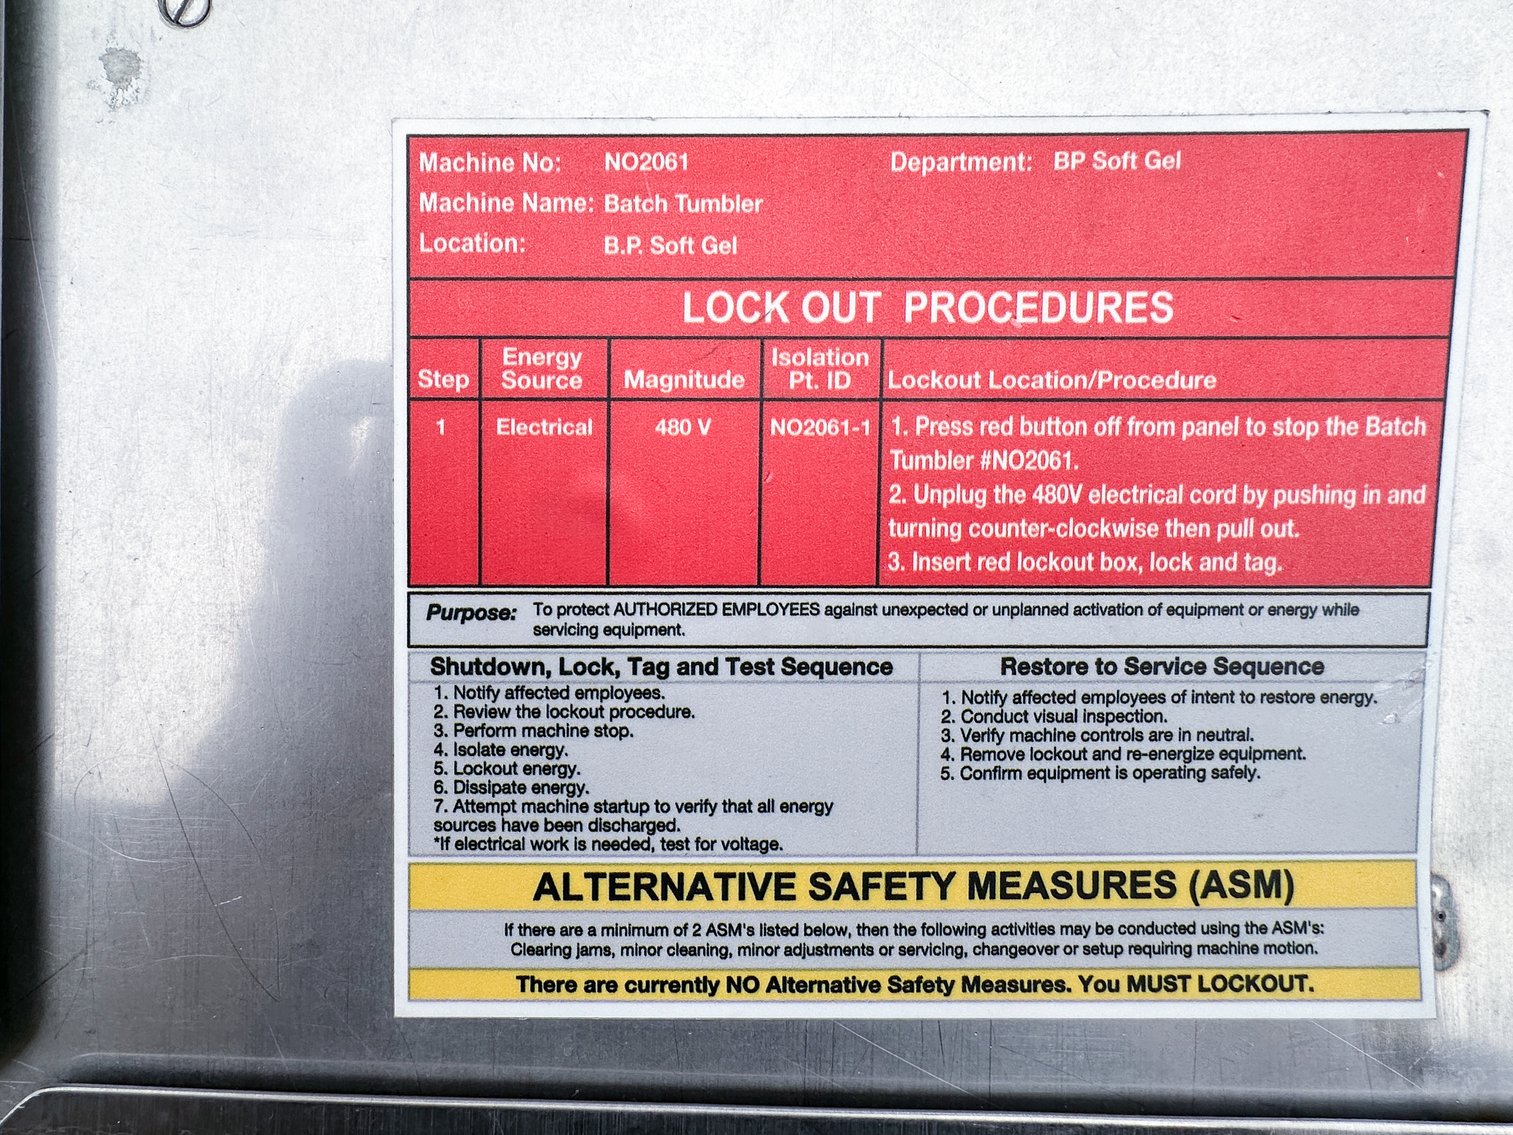 Machine No: NO2061 Department: BP Soft Gel
Machine Name: Batch Tumbler
Location: B.P. Soft Gel
LOCK OUT PROCEDURES
Step Energy Source Magnitude Isolation Pt. ID Lockout Location/Procedure
1 Electrical 480 V NO2061-1 1. Press red button off from panel to stop the Batch
Tumbler #NO2061.
2. Unplug the 480V electrical cord by pushing in and
turning counter-clockwise then pull out.
3. Insert red lockout box, lock and tag.
Purpose: To protect AUTHORIZED EMPLOYEES against unexpected or unplanned activation of equipment or energy while
servicing equipment.
Shutdown, Lock, Tag and Test Sequence
1. Notify affected employees.
2. Review the lockout procedure.
3. Perform machine stop.
4. Isolate energy.
5. Lockout energy.
6. Dissipate energy.
7. Attempt machine startup to verify that all energy
sources have been discharged.
*If electrical work is needed, test for voltage.
Restore to Service Sequence
1. Notify affected employees of intent to restore energy.
2. Conduct visual inspection.
3. Verify machine controls are in neutral.
4. Remove lockout and re-energize equipment.
5. Confirm equipment is operating safely.
ALTERNATIVE SAFETY MEASURES (ASM)
If there are a minimum of 2 ASM's listed below, then the following activities may be conducted using the ASM's:
Clearing jams, minor cleaning, minor adjustments or servicing, changeover or setup requiring machine motion.
There are currently NO Alternative Safety Measures. You MUST LOCKOUT.